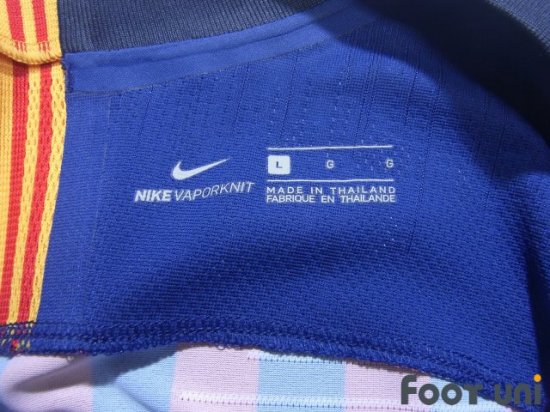 NIKE VAPORKNIT
L G G
MADE IN THAILAND
FABRIQUE EN THAILANDE
FOOT uni